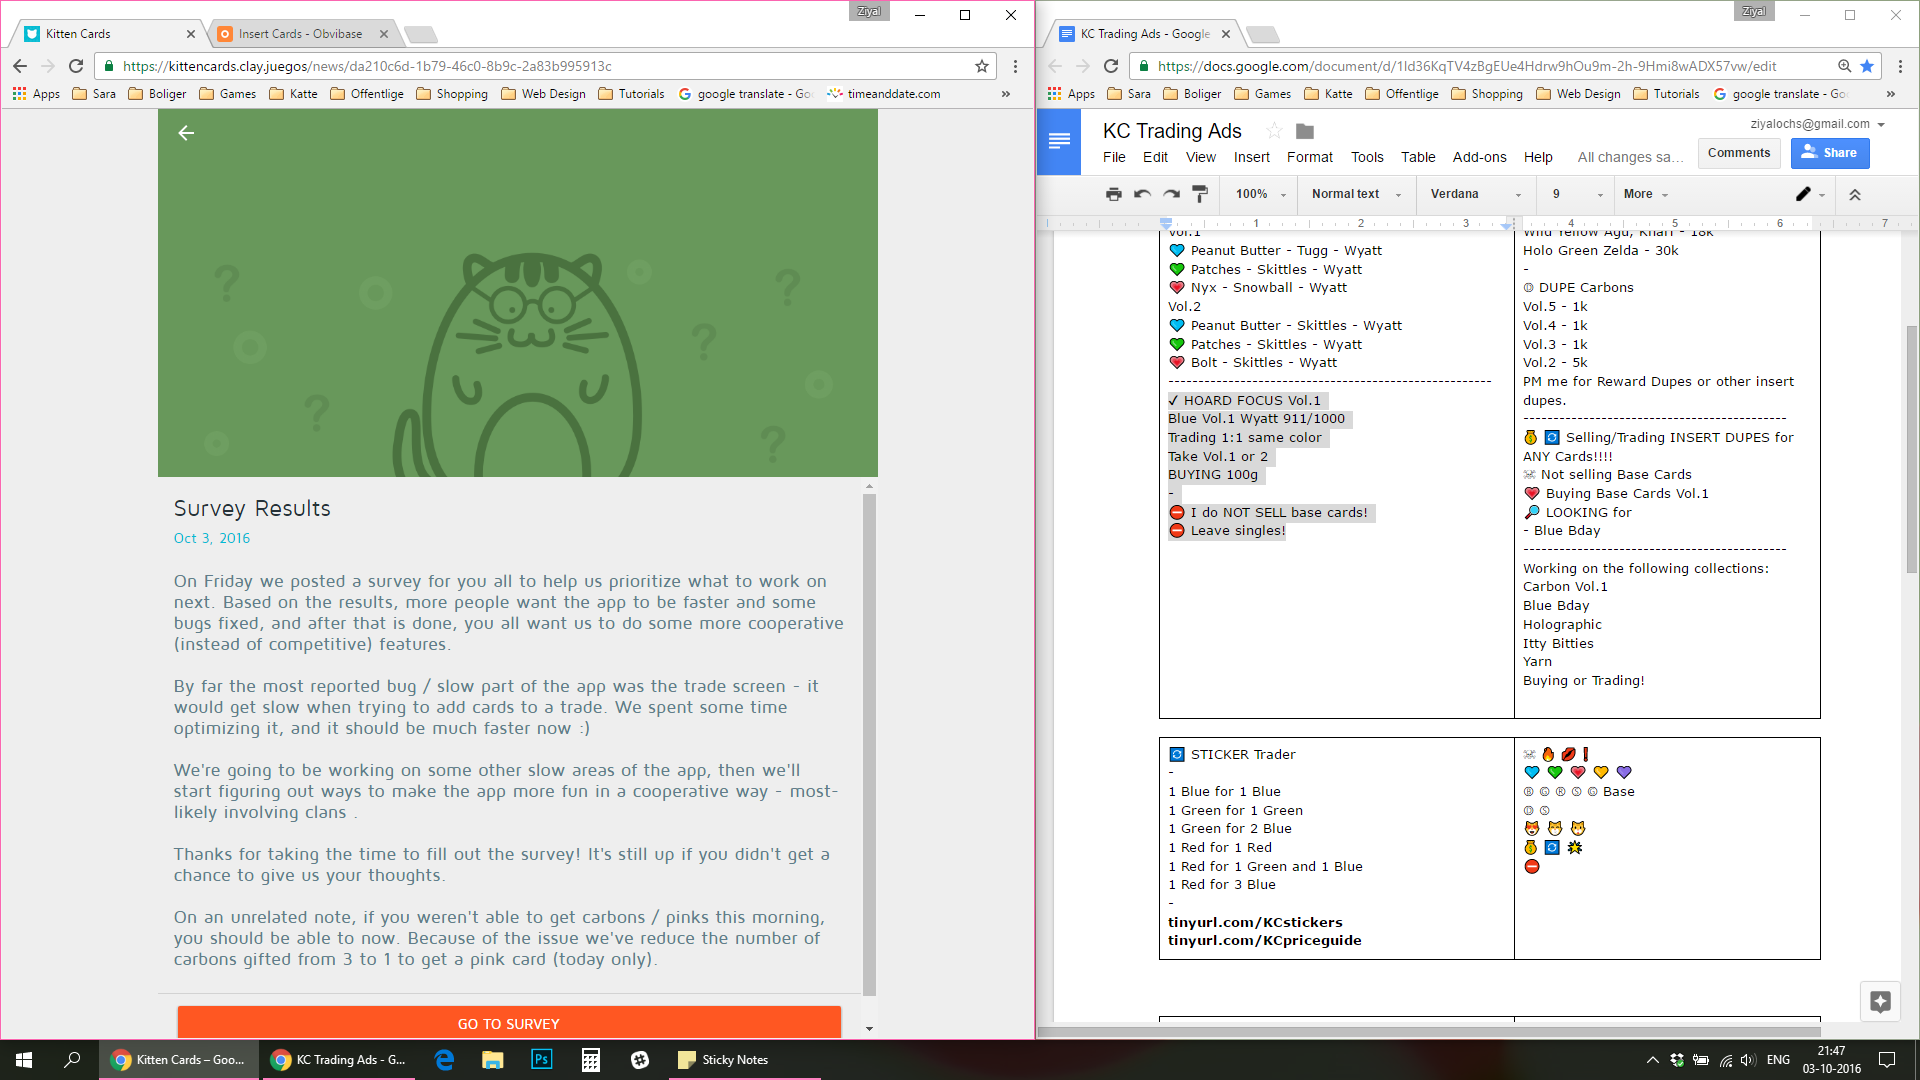 Ziyal
Kitten Cards
Insert Cards - Obvibase
https://kittencards.clay.juegos/news/da210c6d-1b79-46c0-8b9c-2a83b995913c
Apps Sara Boliger Games Katte Offentlige Shopping Web Design Tutorials google translate - Go timeanddate.com »
Survey Results
Oct 3, 2016
On Friday we posted a survey for you all to help us prioritize what to work on
next. Based on the results, more people want the app to be faster and some
bugs fixed, and after that is done, you all want us to do some more cooperative
(instead of competitive) features.
By far the most reported bug / slow part of the app was the trade screen - it
would get slow when trying to add cards to a trade. We spent some time
optimizing it, and it should be much faster now :)
We're going to be working on some other slow areas of the app, then we'll
start figuring out ways to make the app more fun in a cooperative way - most-
likely involving clans .
Thanks for taking the time to fill out the survey! It's still up if you didn't get a
chance to give us your thoughts.
On an unrelated note, if you weren't able to get carbons / pinks this morning,
you should be able to now. Because of the issue we've reduce the number of
carbons gifted from 3 to 1 to get a pink card (today only).
GO TO SURVEY
Ziyal
KC Trading Ads - Google
https://docs.google.com/document/d/1Id36KqTV4zBgEUe4Hdrw9hOu9m-2h-9Hmi8wADX57vw/edit
Apps Sara Boliger Games Katte Offentlige Shopping Web Design Tutorials google translate - Go »
KC Trading Ads
ziyalochs@gmail.com
File Edit View Insert Format Tools Table Add-ons Help All changes sa...
Comments
Share
100% Normal text Verdana 9 More
1 2 3 4 5 6 7
Vol.1
💙 Peanut Butter - Tugg - Wyatt
💚 Patches - Skittles - Wyatt
💗 Nyx - Snowball - Wyatt
Vol.2
💙 Peanut Butter - Skittles - Wyatt
💚 Patches - Skittles - Wyatt
💗 Bolt - Skittles - Wyatt
------------------------------------------------------
✓ HOARD FOCUS Vol.1
Blue Vol.1 Wyatt 911/1000
Trading 1:1 same color
Take Vol.1 or 2
BUYING 100g
-
⛔ I do NOT SELL base cards!
⛔ Leave singles!
Wild Yellow Agu, Khari - 18k
Holo Green Zelda - 30k
-
Ⓓ DUPE Carbons
Vol.5 - 1k
Vol.4 - 1k
Vol.3 - 1k
Vol.2 - 5k
PM me for Reward Dupes or other insert
dupes.
--------------------------------------------
💰 🔄 Selling/Trading INSERT DUPES for
ANY Cards!!!!
☠ Not selling Base Cards
💗 Buying Base Cards Vol.1
🔎 LOOKING for
- Blue Bday
--------------------------------------------
Working on the following collections:
Carbon Vol.1
Blue Bday
Holographic
Itty Bitties
Yarn
Buying or Trading!
🔄 STICKER Trader
-
1 Blue for 1 Blue
1 Green for 1 Green
1 Green for 2 Blue
1 Red for 1 Red
1 Red for 1 Green and 1 Blue
1 Red for 3 Blue
-
tinyurl.com/KCstickers
tinyurl.com/KCpriceguide
Ⓑ Ⓖ Ⓡ Ⓢ Ⓖ Base
Ⓓ Ⓢ
Kitten Cards – Goo...
KC Trading Ads - G...
Ps
Sticky Notes
ENG
21:47
03-10-2016